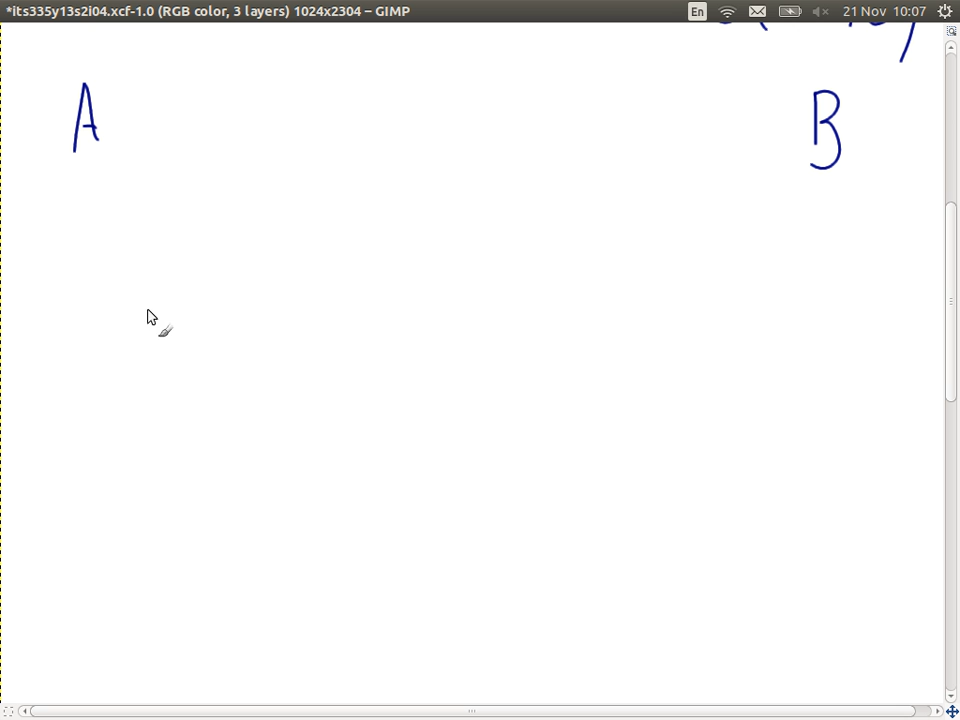 *its335y13s2i04.xcf-1.0 (RGB color, 3 layers) 1024x2304 – GIMP
En
21 Nov 10:07
A
B